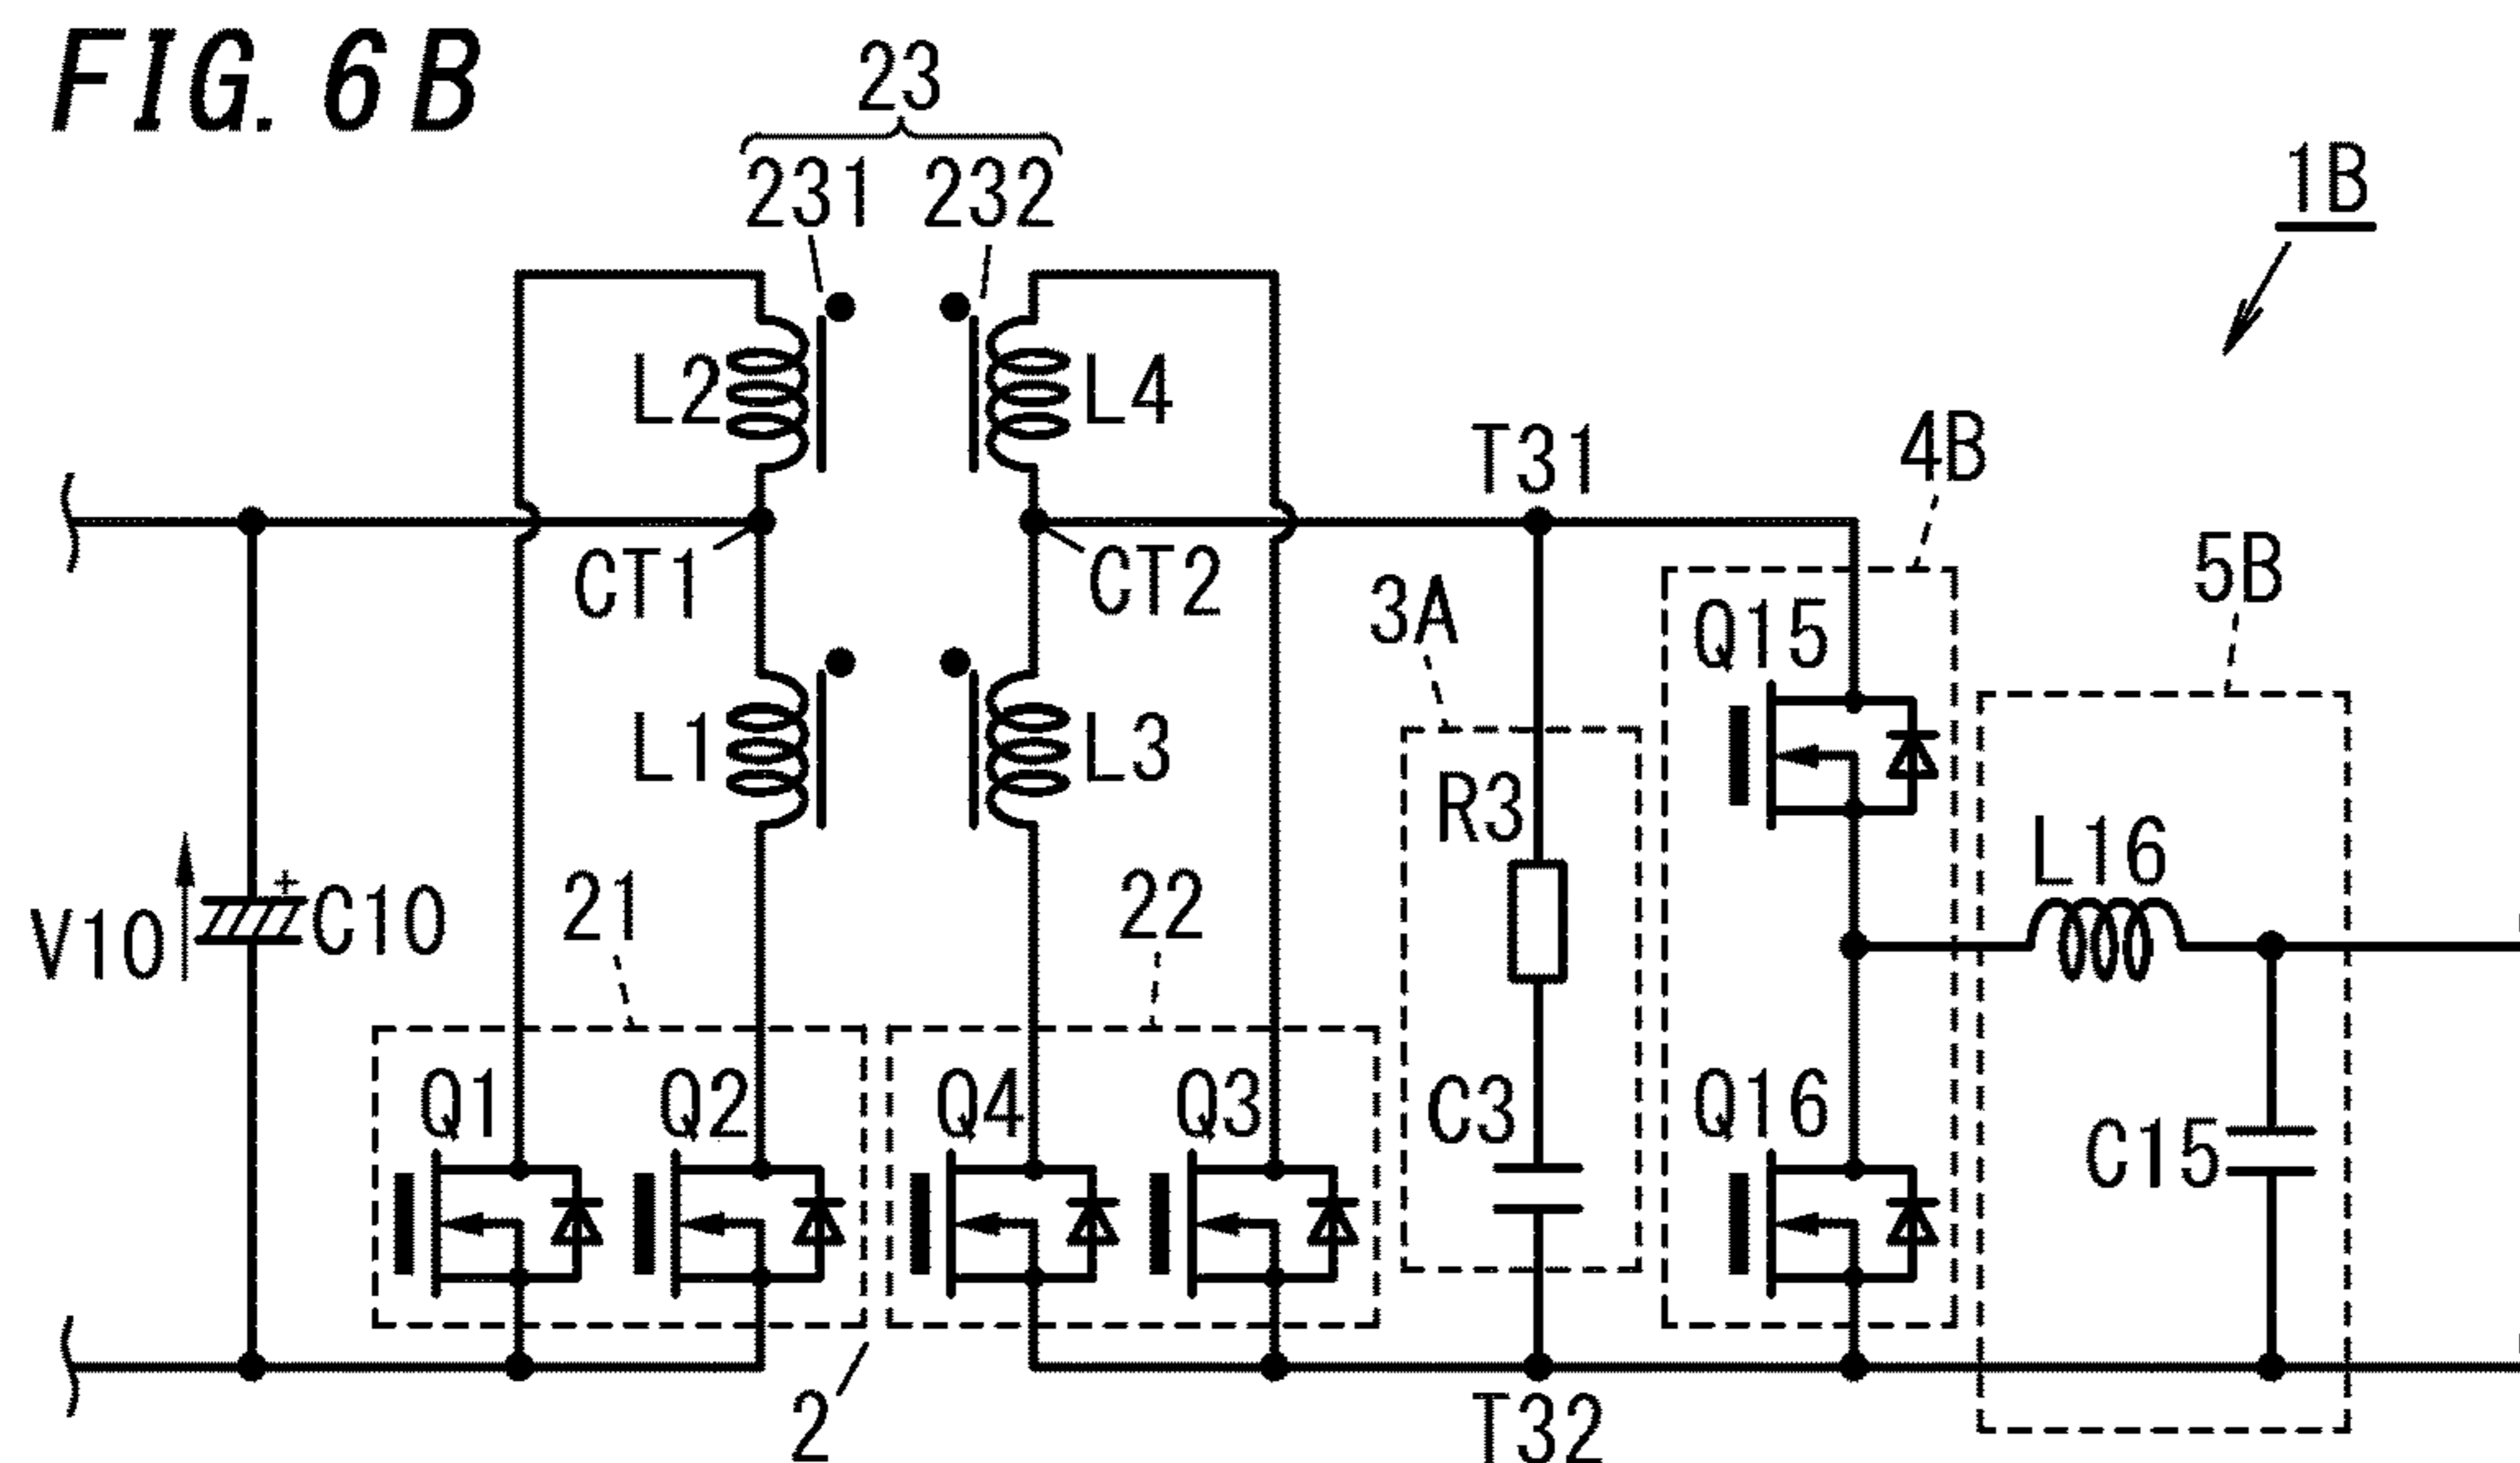 FIG. 6B
23
231 232
1B
L2 L4
T31
4B
CT1 CT2
5B
3A
Q15
L1 L3
R3
L16
+
V10 C10
21 22
Q1 Q2 Q4 Q3
C3
Q16
C15
2
T32